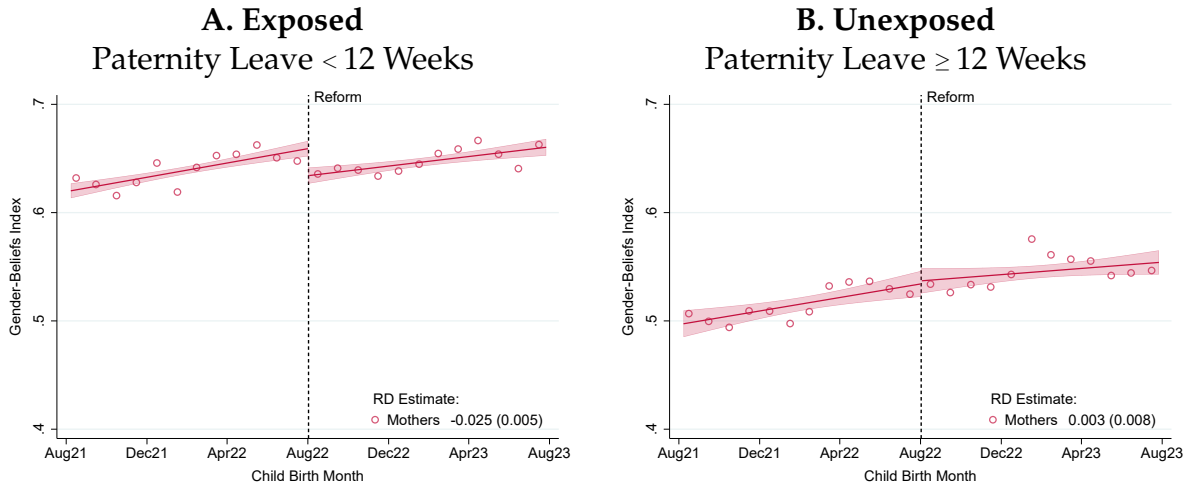 A. Exposed
Paternity Leave < 12 Weeks
Reform
Gender-Beliefs Index
.7
.6
.5
.4
RD Estimate:
Mothers -0.025 (0.005)
Aug21 Dec21 Apr22 Aug22 Dec22 Apr23 Aug23
Child Birth Month
B. Unexposed
Paternity Leave ≥ 12 Weeks
Reform
Gender-Beliefs Index
.7
.6
.5
.4
RD Estimate:
Mothers 0.003 (0.008)
Aug21 Dec21 Apr22 Aug22 Dec22 Apr23 Aug23
Child Birth Month